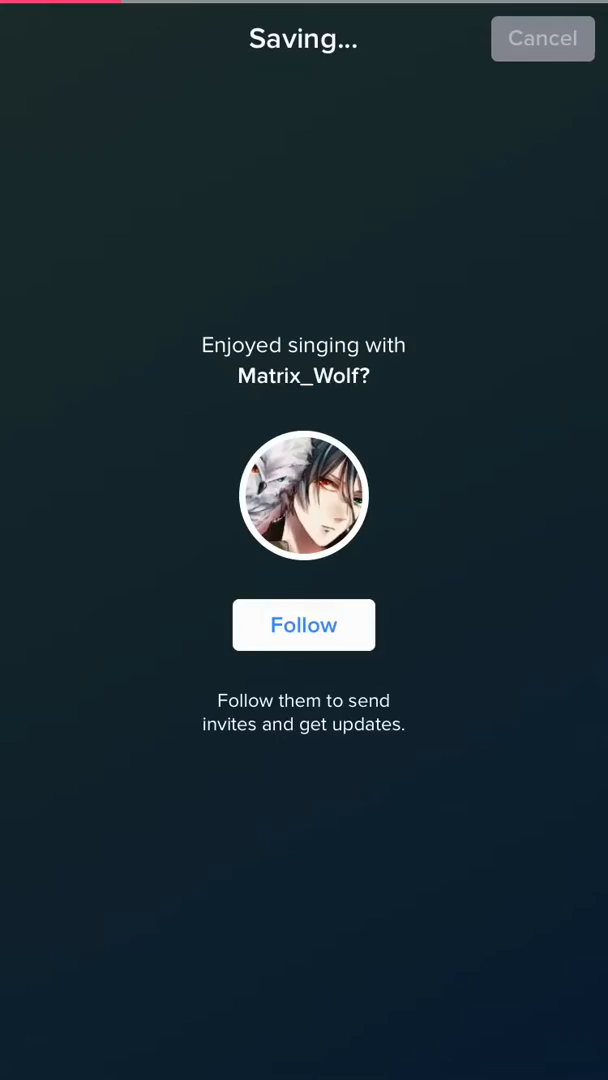 Saving...
Cancel
Enjoyed singing with
Matrix_Wolf?
Follow
Follow them to send
invites and get updates.